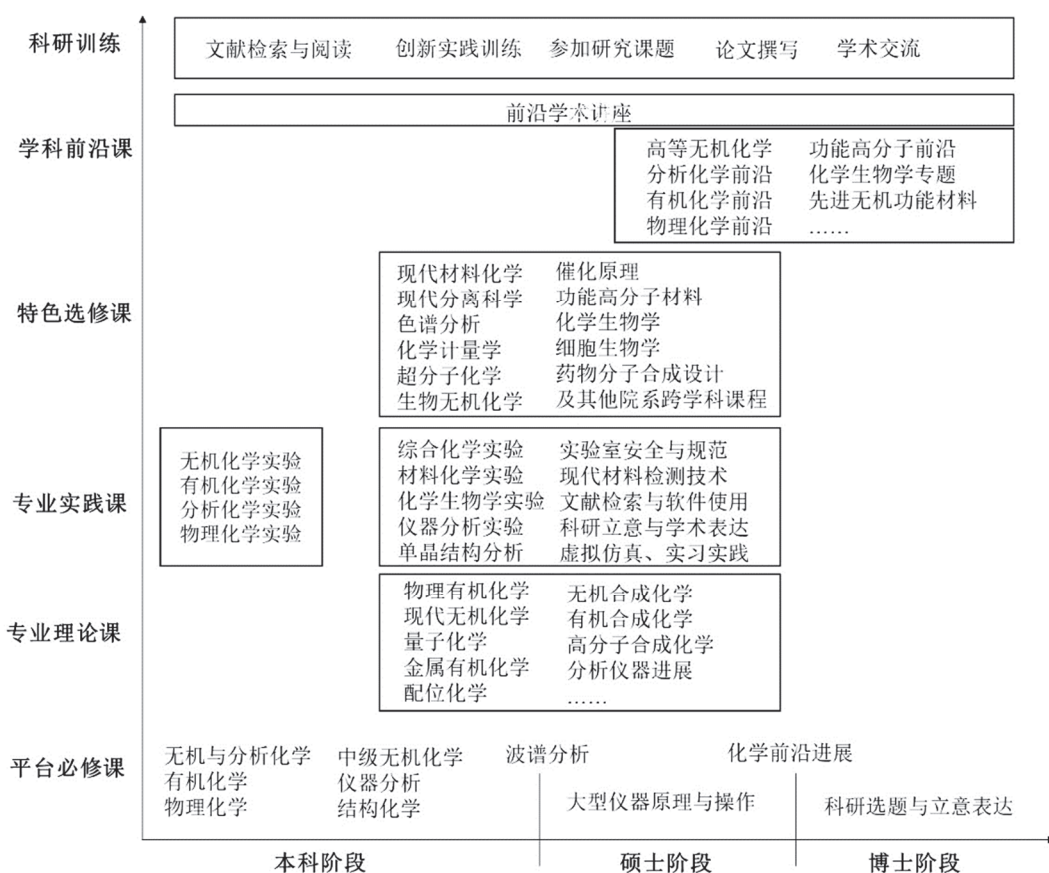 科研训练
文献检索与阅读 创新实践训练 参加研究课题 论文撰写 学术交流
前沿学术讲座
学科前沿课
高等无机化学 功能高分子前沿
分析化学前沿 化学生物学专题
有机化学前沿 先进无机功能材料
物理化学前沿 ……
特色选修课
现代材料化学 催化原理
现代分离科学 功能高分子材料
色谱分析 化学生物学
化学计量学 细胞生物学
超分子化学 药物分子合成设计
生物无机化学 及其他院系跨学科课程
专业实践课
无机化学实验
有机化学实验
分析化学实验
物理化学实验
综合化学实验 实验室安全与规范
材料化学实验 现代材料检测技术
化学生物学实验 文献检索与软件使用
仪器分析实验 科研立意与学术表达
单晶结构分析 虚拟仿真、实习实践
专业理论课
物理有机化学 无机合成化学
现代无机化学 有机合成化学
量子化学 高分子合成化学
金属有机化学 分析仪器进展
配位化学 ……
平台必修课
无机与分析化学 中级无机化学 波谱分析 化学前沿进展
有机化学 仪器分析
物理化学 结构化学 大型仪器原理与操作 科研选题与立意表达
本科阶段 硕士阶段 博士阶段